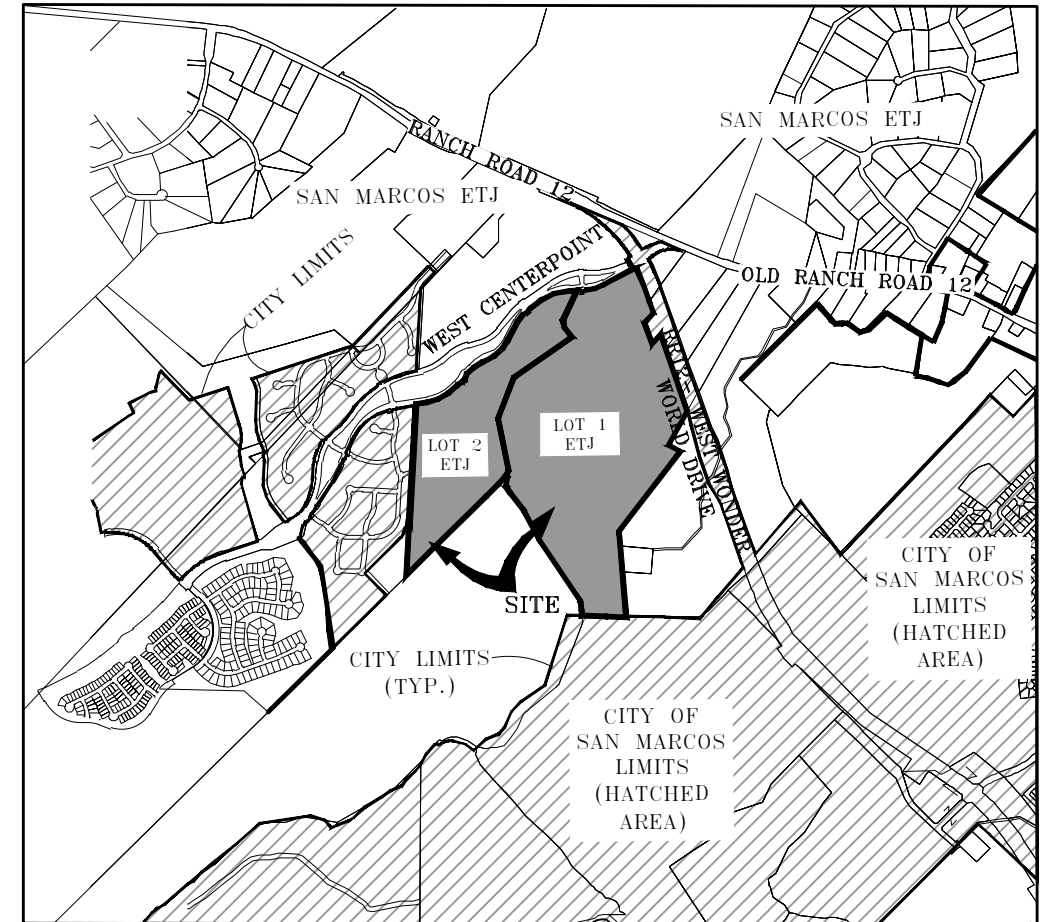 SAN MARCOS ETJ
RANCH ROAD 12
SAN MARCOS ETJ
CITY LIMITS
WEST CENTERPOINT
OLD RANCH ROAD 12
WEST WONDER
WORLD DRIVE
LOT 1
ETJ
LOT 2
ETJ
SITE
CITY LIMITS
(TYP.)
CITY OF
SAN MARCOS
LIMITS
(HATCHED
AREA)
CITY OF
SAN MARCOS
LIMITS
(HATCHED
AREA)